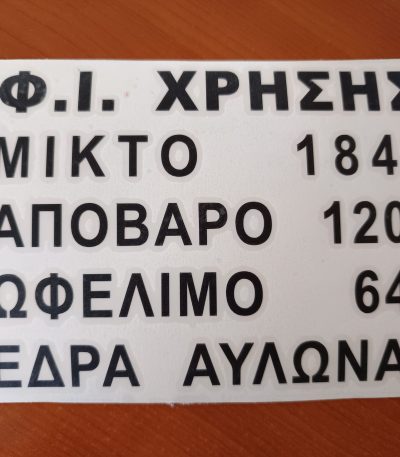 Φ.Ι. ΧΡΗΣΗΣ
ΜΙΚΤΟ 184
ΑΠΟΒΑΡΟ 120
ΩΦΕΛΙΜΟ 64
ΕΔΡΑ ΑΥΛΩΝΑ